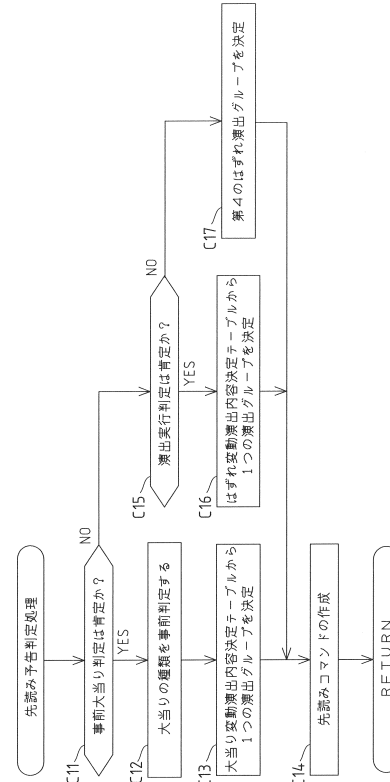 先読み予告判定処理
C11
事前大当り判定は肯定か？
NO
YES
C12
大当りの種類を事前判定する
C13
大当り変動演出内容決定テーブルから
1つの演出グループを決定
C14
先読みコマンドの作成
RETURN
C15
演出実行判定は肯定か？
NO
YES
C16
はずれ変動演出内容決定テーブルから
1つの演出グループを決定
C17
第4のはずれ演出グループを決定